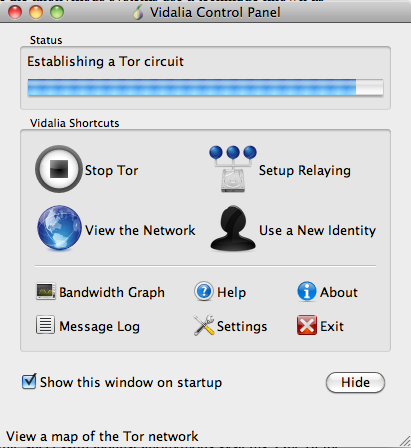 Vidalia Control Panel
Status
Establishing a Tor circuit
Vidalia Shortcuts
Stop Tor
Setup Relaying
View the Network
Use a New Identity
Bandwidth Graph
Help
About
Message Log
Settings
Exit
Show this window on startup
Hide
View a map of the Tor network